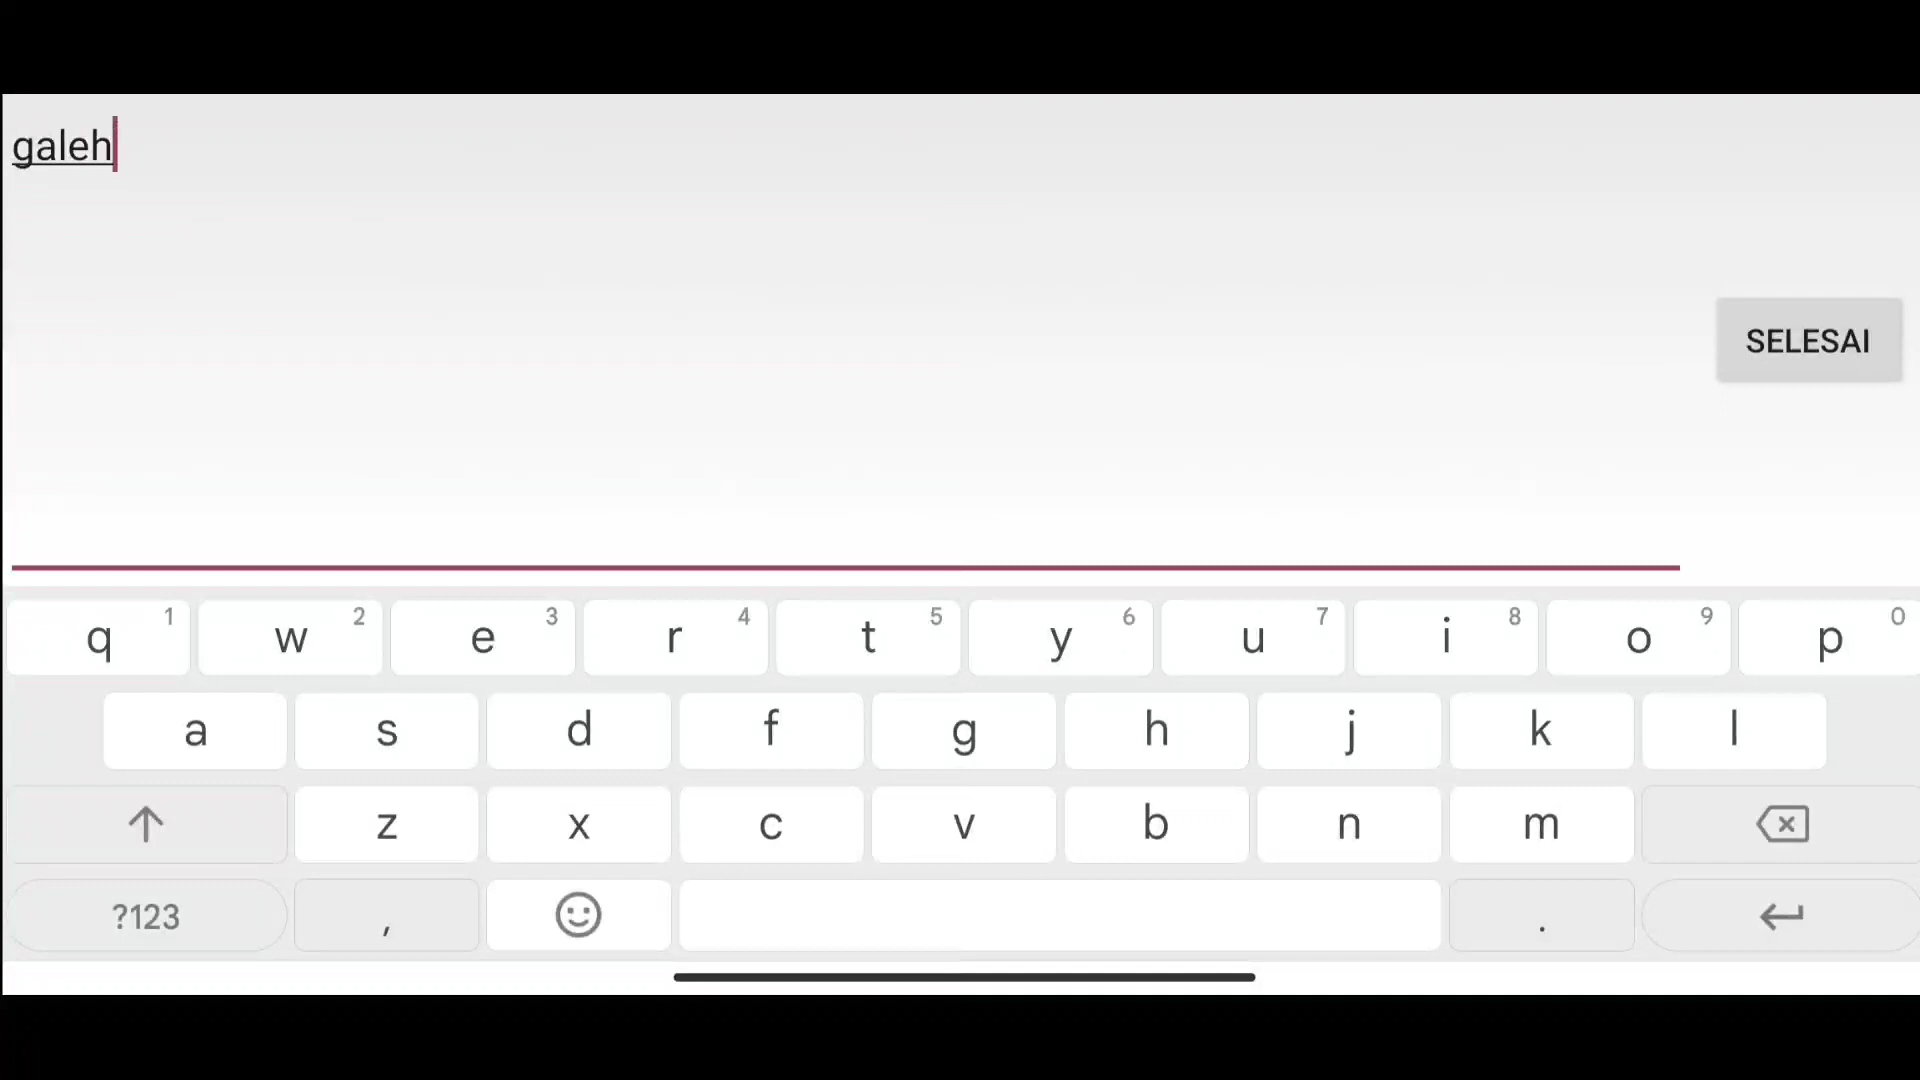 galeh
SELESAI
q 1 w 2 e 3 r 4 t 5 y 6 u 7 i 8 o 9 p 0
a s d f g h j k l
z x c v b n m
?123 , .